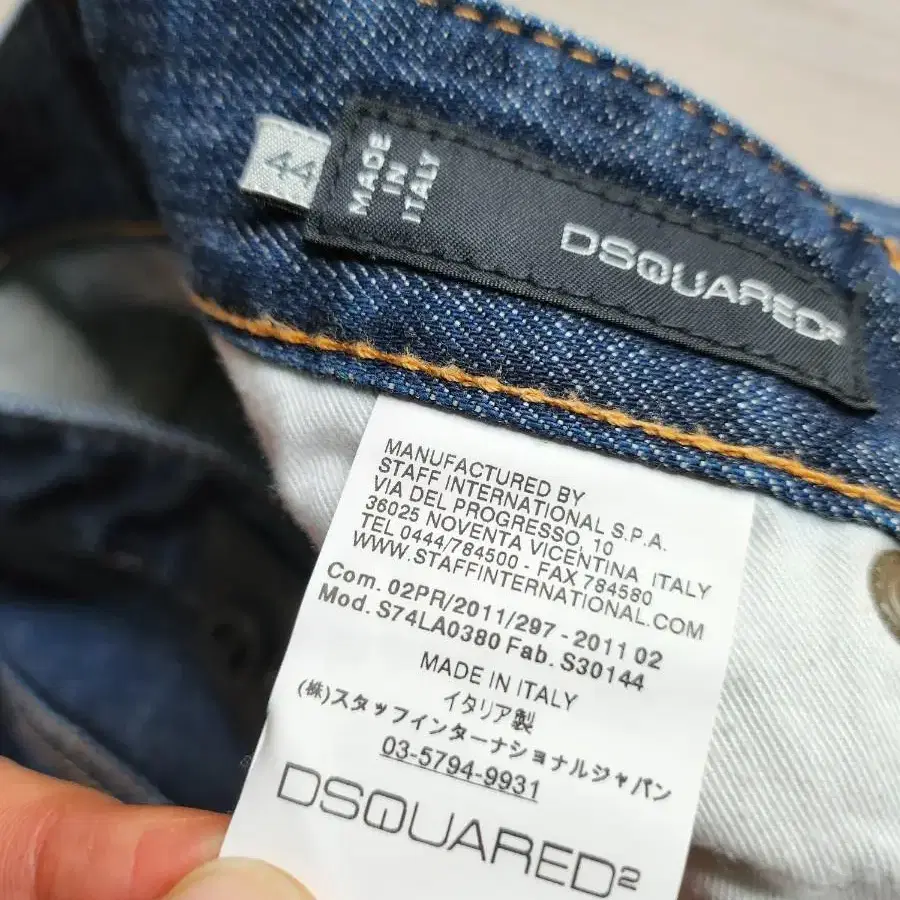 44
MADE
IN
ITALY
DSQUARED2
MANUFACTURED BY
STAFF INTERNATIONAL S.P.A.
VIA DEL PROGRESSO 10
36025 NOVENTA VICENTINA ITALY
TEL 0444/784500 - FAX 784580
WWW.STAFFINTERNATIONAL.COM
Com. 02PR/2011/297 - 2011 02
Mod. S74LA0380 Fab. S30144
MADE IN ITALY
イタリア製
(株)スタッフインターナショナルジャパン
03-5794-9931
DSQUARED2